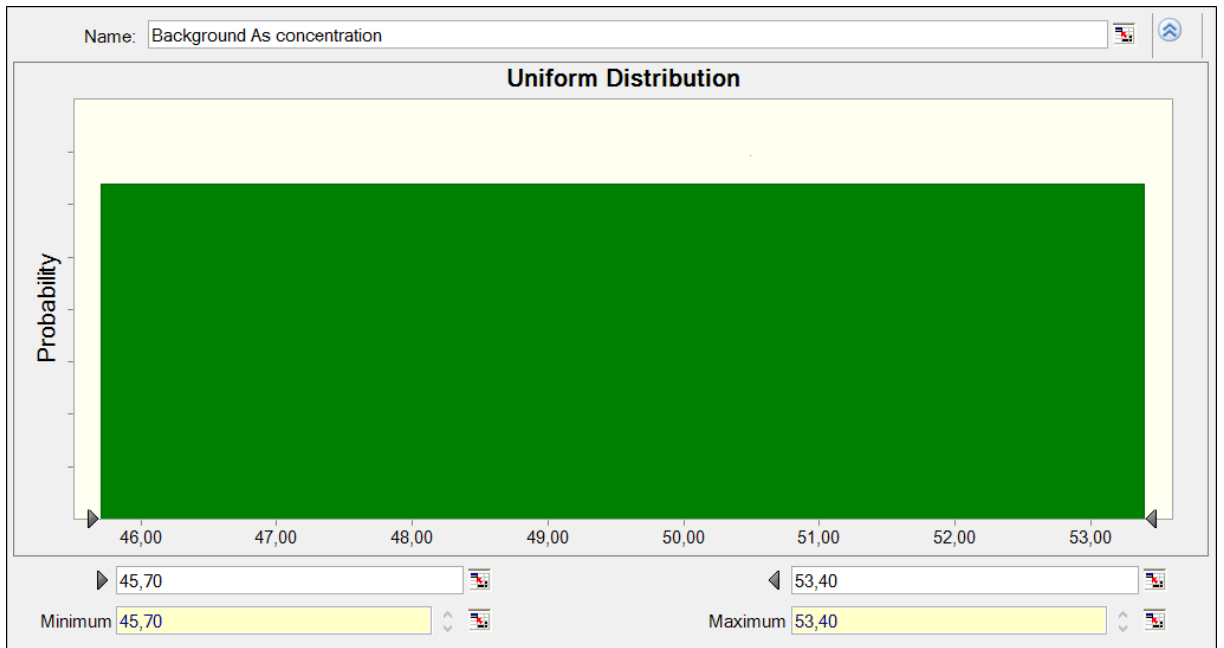 Name: Background As concentration
Uniform Distribution
Probability
46,00 47,00 48,00 49,00 50,00 51,00 52,00 53,00
45,70 53,40
Minimum 45,70 Maximum 53,40